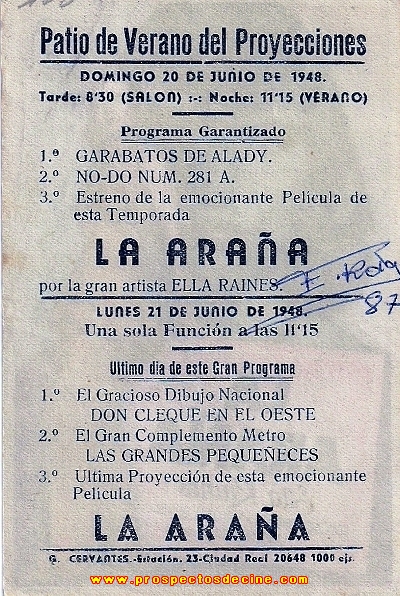 Patio de Verano del Proyecciones
DOMINGO 20 DE JUNIO DE 1948.
Tarde: 8'30 (SALON) :-: Noche: 11'15 (VERANO)
Programa Garantizado
1.º GARABATOS DE ALADY.
2.º NO-DO NUM. 281 A.
3.º Estreno de la emocionante Película de
esta Temporada
LA ARAÑA
por la gran artista ELLA RAINES.
LUNES 21 DE JUNIO DE 1948.
87
Una sola Función a las 11'15
Ultimo dia de este Gran Programa
1.º El Gracioso Dibujo Nacional
DON CLEQUE EN EL OESTE
2.º El Gran Complemento Metro
LAS GRANDES PEQUEÑECES
3.º Ultima Proyección de esta emocionante
Película
LA ARAÑA
G. CERVANTES.-Estación. 23-Ciudad Real 20648 1000 ejs.
www.prospectosdecine.com